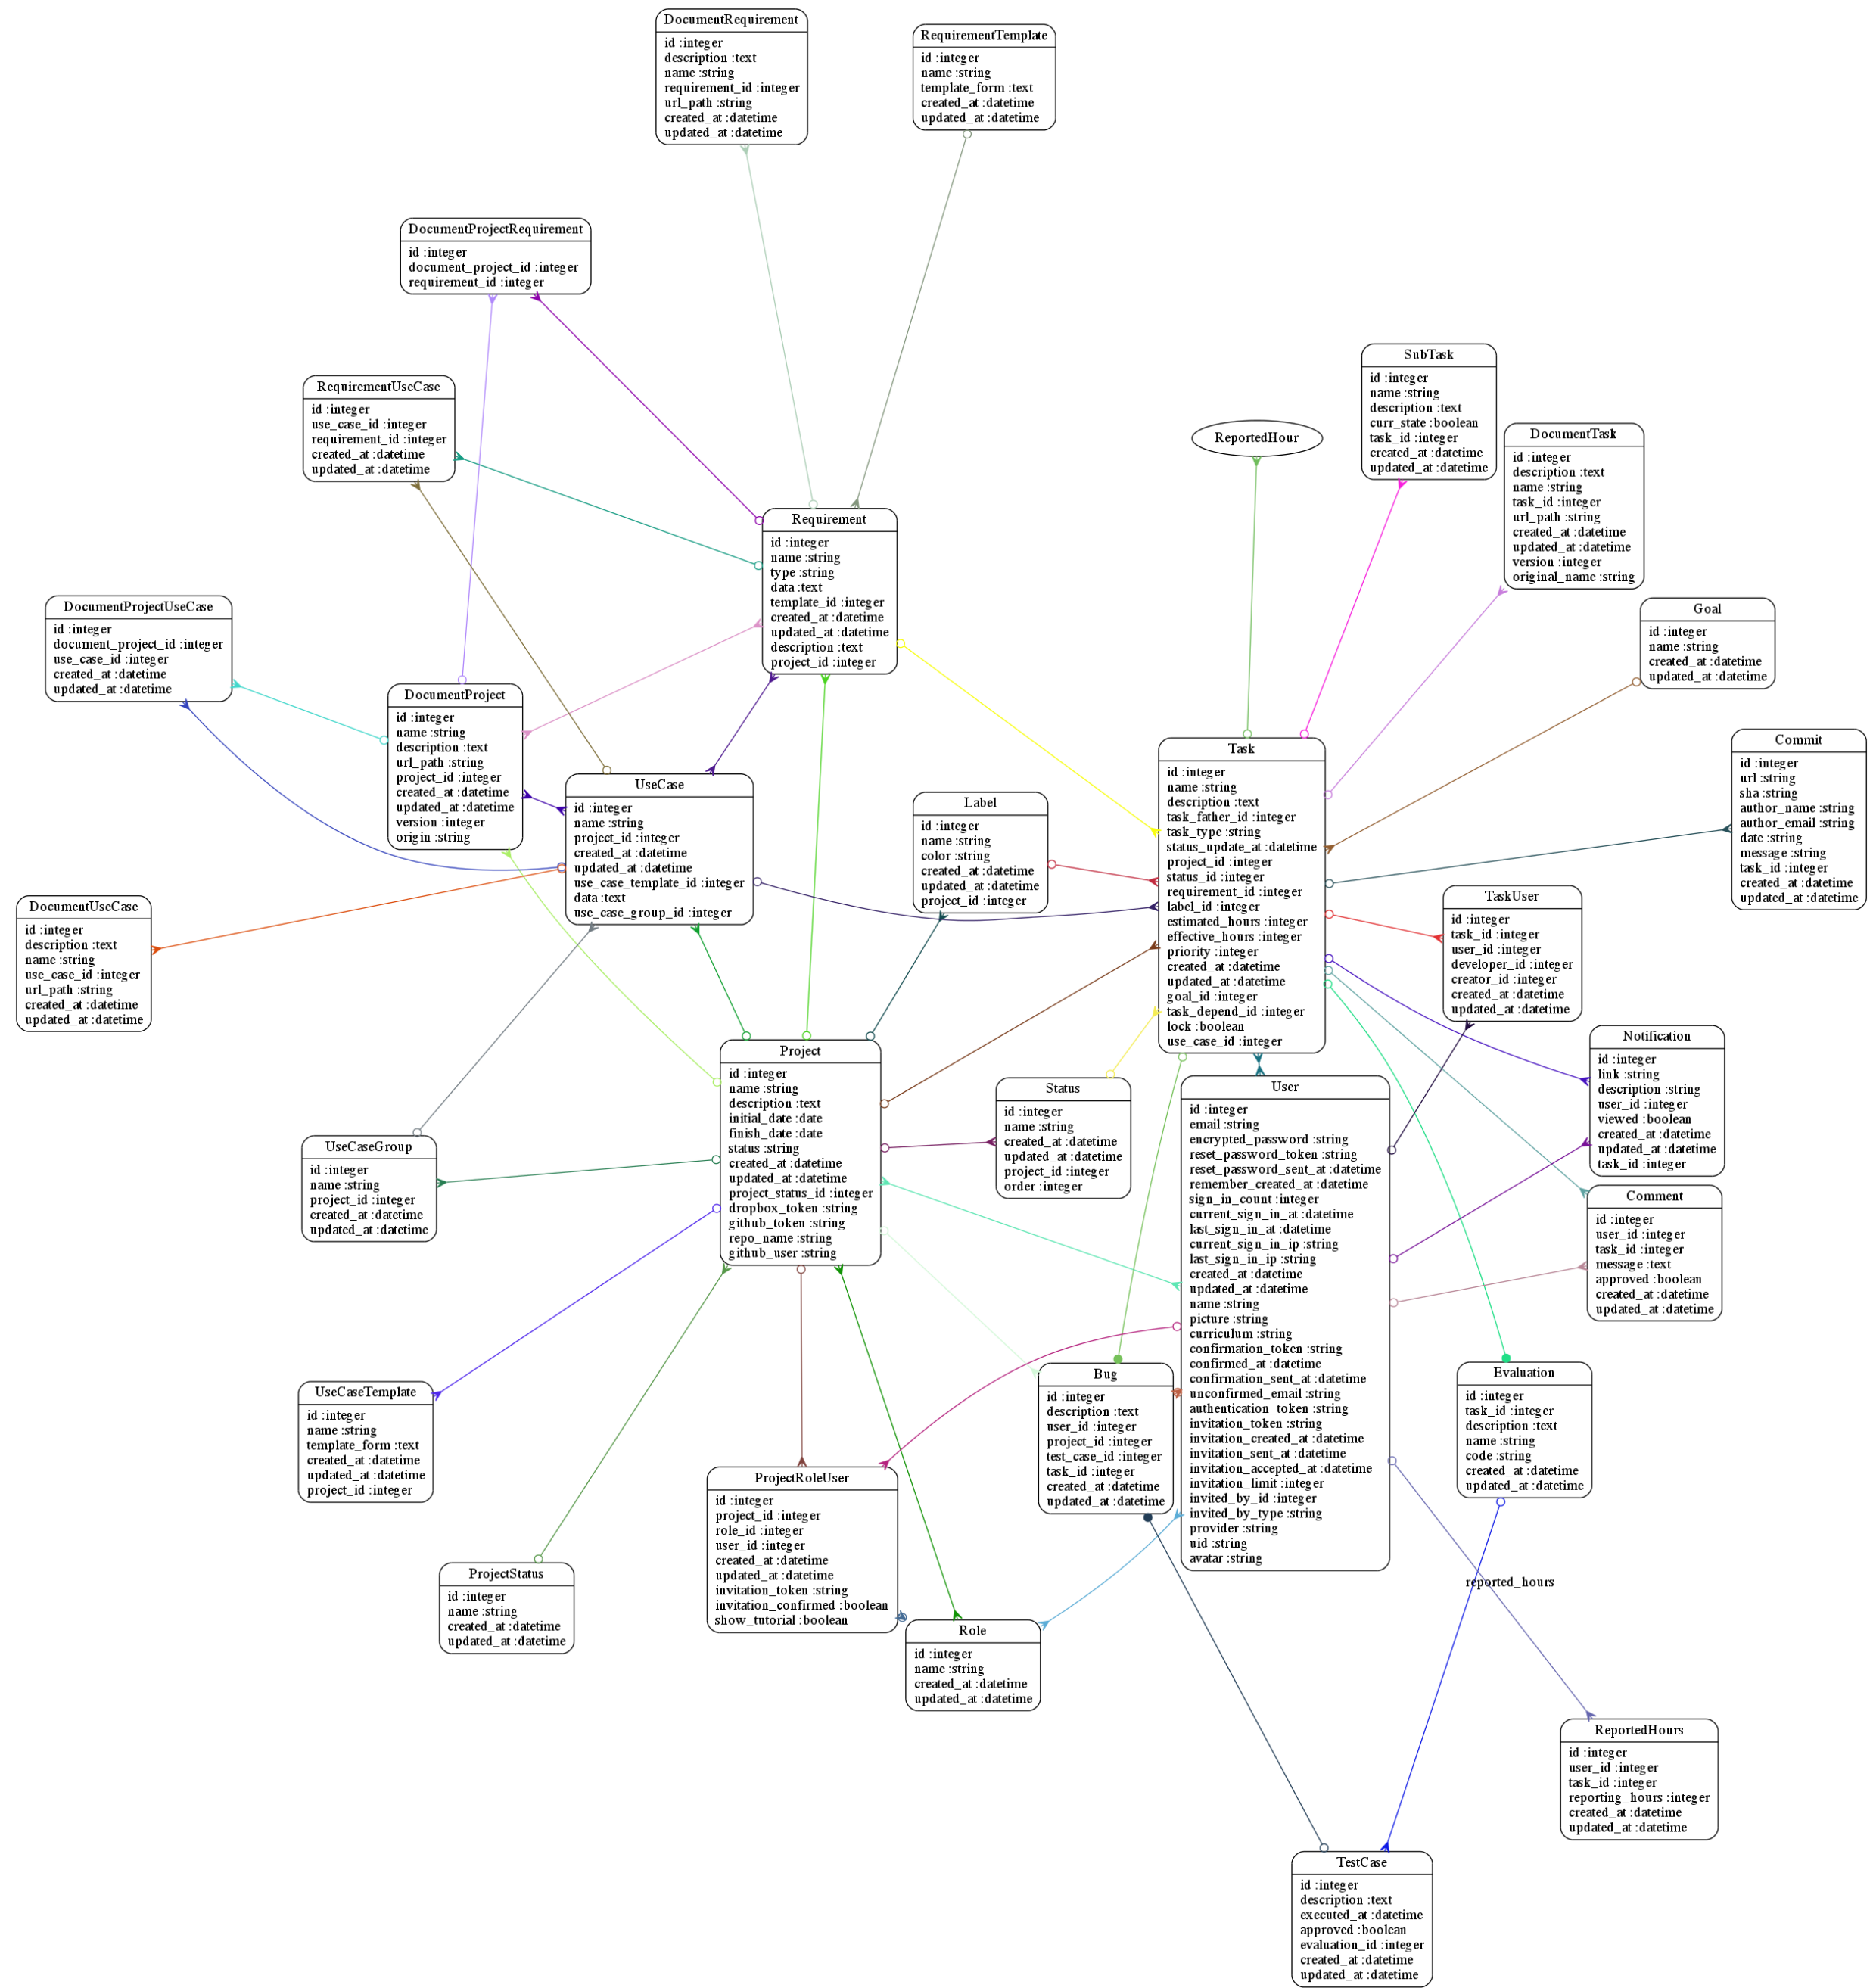 DocumentRequirement
id :integer
description :text
name :string
requirement_id :integer
url_path :string
created_at :datetime
updated_at :datetime
RequirementTemplate
id :integer
name :string
template_form :text
created_at :datetime
updated_at :datetime
DocumentProjectRequirement
id :integer
document_project_id :integer
requirement_id :integer
SubTask
id :integer
name :string
description :text
curr_state :boolean
task_id :integer
created_at :datetime
updated_at :datetime
RequirementUseCase
id :integer
use_case_id :integer
requirement_id :integer
created_at :datetime
updated_at :datetime
ReportedHour
DocumentTask
id :integer
description :text
name :string
task_id :integer
url_path :string
created_at :datetime
updated_at :datetime
version :integer
original_name :string
Requirement
id :integer
name :string
type :string
data :text
template_id :integer
created_at :datetime
updated_at :datetime
description :text
project_id :integer
DocumentProjectUseCase
id :integer
document_project_id :integer
use_case_id :integer
created_at :datetime
updated_at :datetime
Goal
id :integer
name :string
created_at :datetime
updated_at :datetime
DocumentProject
id :integer
name :string
description :text
url_path :string
project_id :integer
created_at :datetime
updated_at :datetime
version :integer
origin :string
Commit
id :integer
url :string
sha :string
author_name :string
author_email :string
date :string
message :string
task_id :integer
created_at :datetime
updated_at :datetime
Task
id :integer
name :string
description :text
task_father_id :integer
task_type :string
status_update_at :datetime
project_id :integer
status_id :integer
requirement_id :integer
label_id :integer
estimated_hours :integer
effective_hours :integer
priority :integer
created_at :datetime
updated_at :datetime
goal_id :integer
task_depend_id :integer
lock :boolean
use_case_id :integer
UseCase
id :integer
name :string
project_id :integer
created_at :datetime
updated_at :datetime
use_case_template_id :integer
data :text
use_case_group_id :integer
Label
id :integer
name :string
color :string
created_at :datetime
updated_at :datetime
project_id :integer
DocumentUseCase
id :integer
description :text
name :string
use_case_id :integer
url_path :string
created_at :datetime
updated_at :datetime
TaskUser
id :integer
task_id :integer
user_id :integer
developer_id :integer
creator_id :integer
created_at :datetime
updated_at :datetime
Notification
id :integer
link :string
description :string
user_id :integer
viewed :boolean
created_at :datetime
updated_at :datetime
task_id :integer
Project
id :integer
name :string
description :text
initial_date :date
finish_date :date
status :string
created_at :datetime
updated_at :datetime
project_status_id :integer
dropbox_token :string
github_token :string
repo_name :string
github_user :string
Status
id :integer
name :string
created_at :datetime
updated_at :datetime
project_id :integer
order :integer
User
id :integer
email :string
encrypted_password :string
reset_password_token :string
reset_password_sent_at :datetime
remember_created_at :datetime
sign_in_count :integer
current_sign_in_at :datetime
last_sign_in_at :datetime
current_sign_in_ip :string
last_sign_in_ip :string
created_at :datetime
updated_at :datetime
name :string
picture :string
curriculum :string
confirmation_token :string
confirmed_at :datetime
confirmation_sent_at :datetime
unconfirmed_email :string
authentication_token :string
invitation_token :string
invitation_created_at :datetime
invitation_sent_at :datetime
invitation_accepted_at :datetime
invitation_limit :integer
invited_by_id :integer
invited_by_type :string
provider :string
uid :string
avatar :string
UseCaseGroup
id :integer
name :string
project_id :integer
created_at :datetime
updated_at :datetime
Comment
id :integer
user_id :integer
task_id :integer
message :text
approved :boolean
created_at :datetime
updated_at :datetime
Bug
id :integer
description :text
user_id :integer
project_id :integer
test_case_id :integer
task_id :integer
created_at :datetime
updated_at :datetime
Evaluation
id :integer
task_id :integer
description :text
name :string
code :string
created_at :datetime
updated_at :datetime
UseCaseTemplate
id :integer
name :string
template_form :text
created_at :datetime
updated_at :datetime
project_id :integer
ProjectRoleUser
id :integer
project_id :integer
role_id :integer
user_id :integer
created_at :datetime
updated_at :datetime
invitation_token :string
invitation_confirmed :boolean
show_tutorial :boolean
ProjectStatus
id :integer
name :string
created_at :datetime
updated_at :datetime
reported_hours
Role
id :integer
name :string
created_at :datetime
updated_at :datetime
ReportedHours
id :integer
user_id :integer
task_id :integer
reporting_hours :integer
created_at :datetime
updated_at :datetime
TestCase
id :integer
description :text
executed_at :datetime
approved :boolean
evaluation_id :integer
created_at :datetime
updated_at :datetime